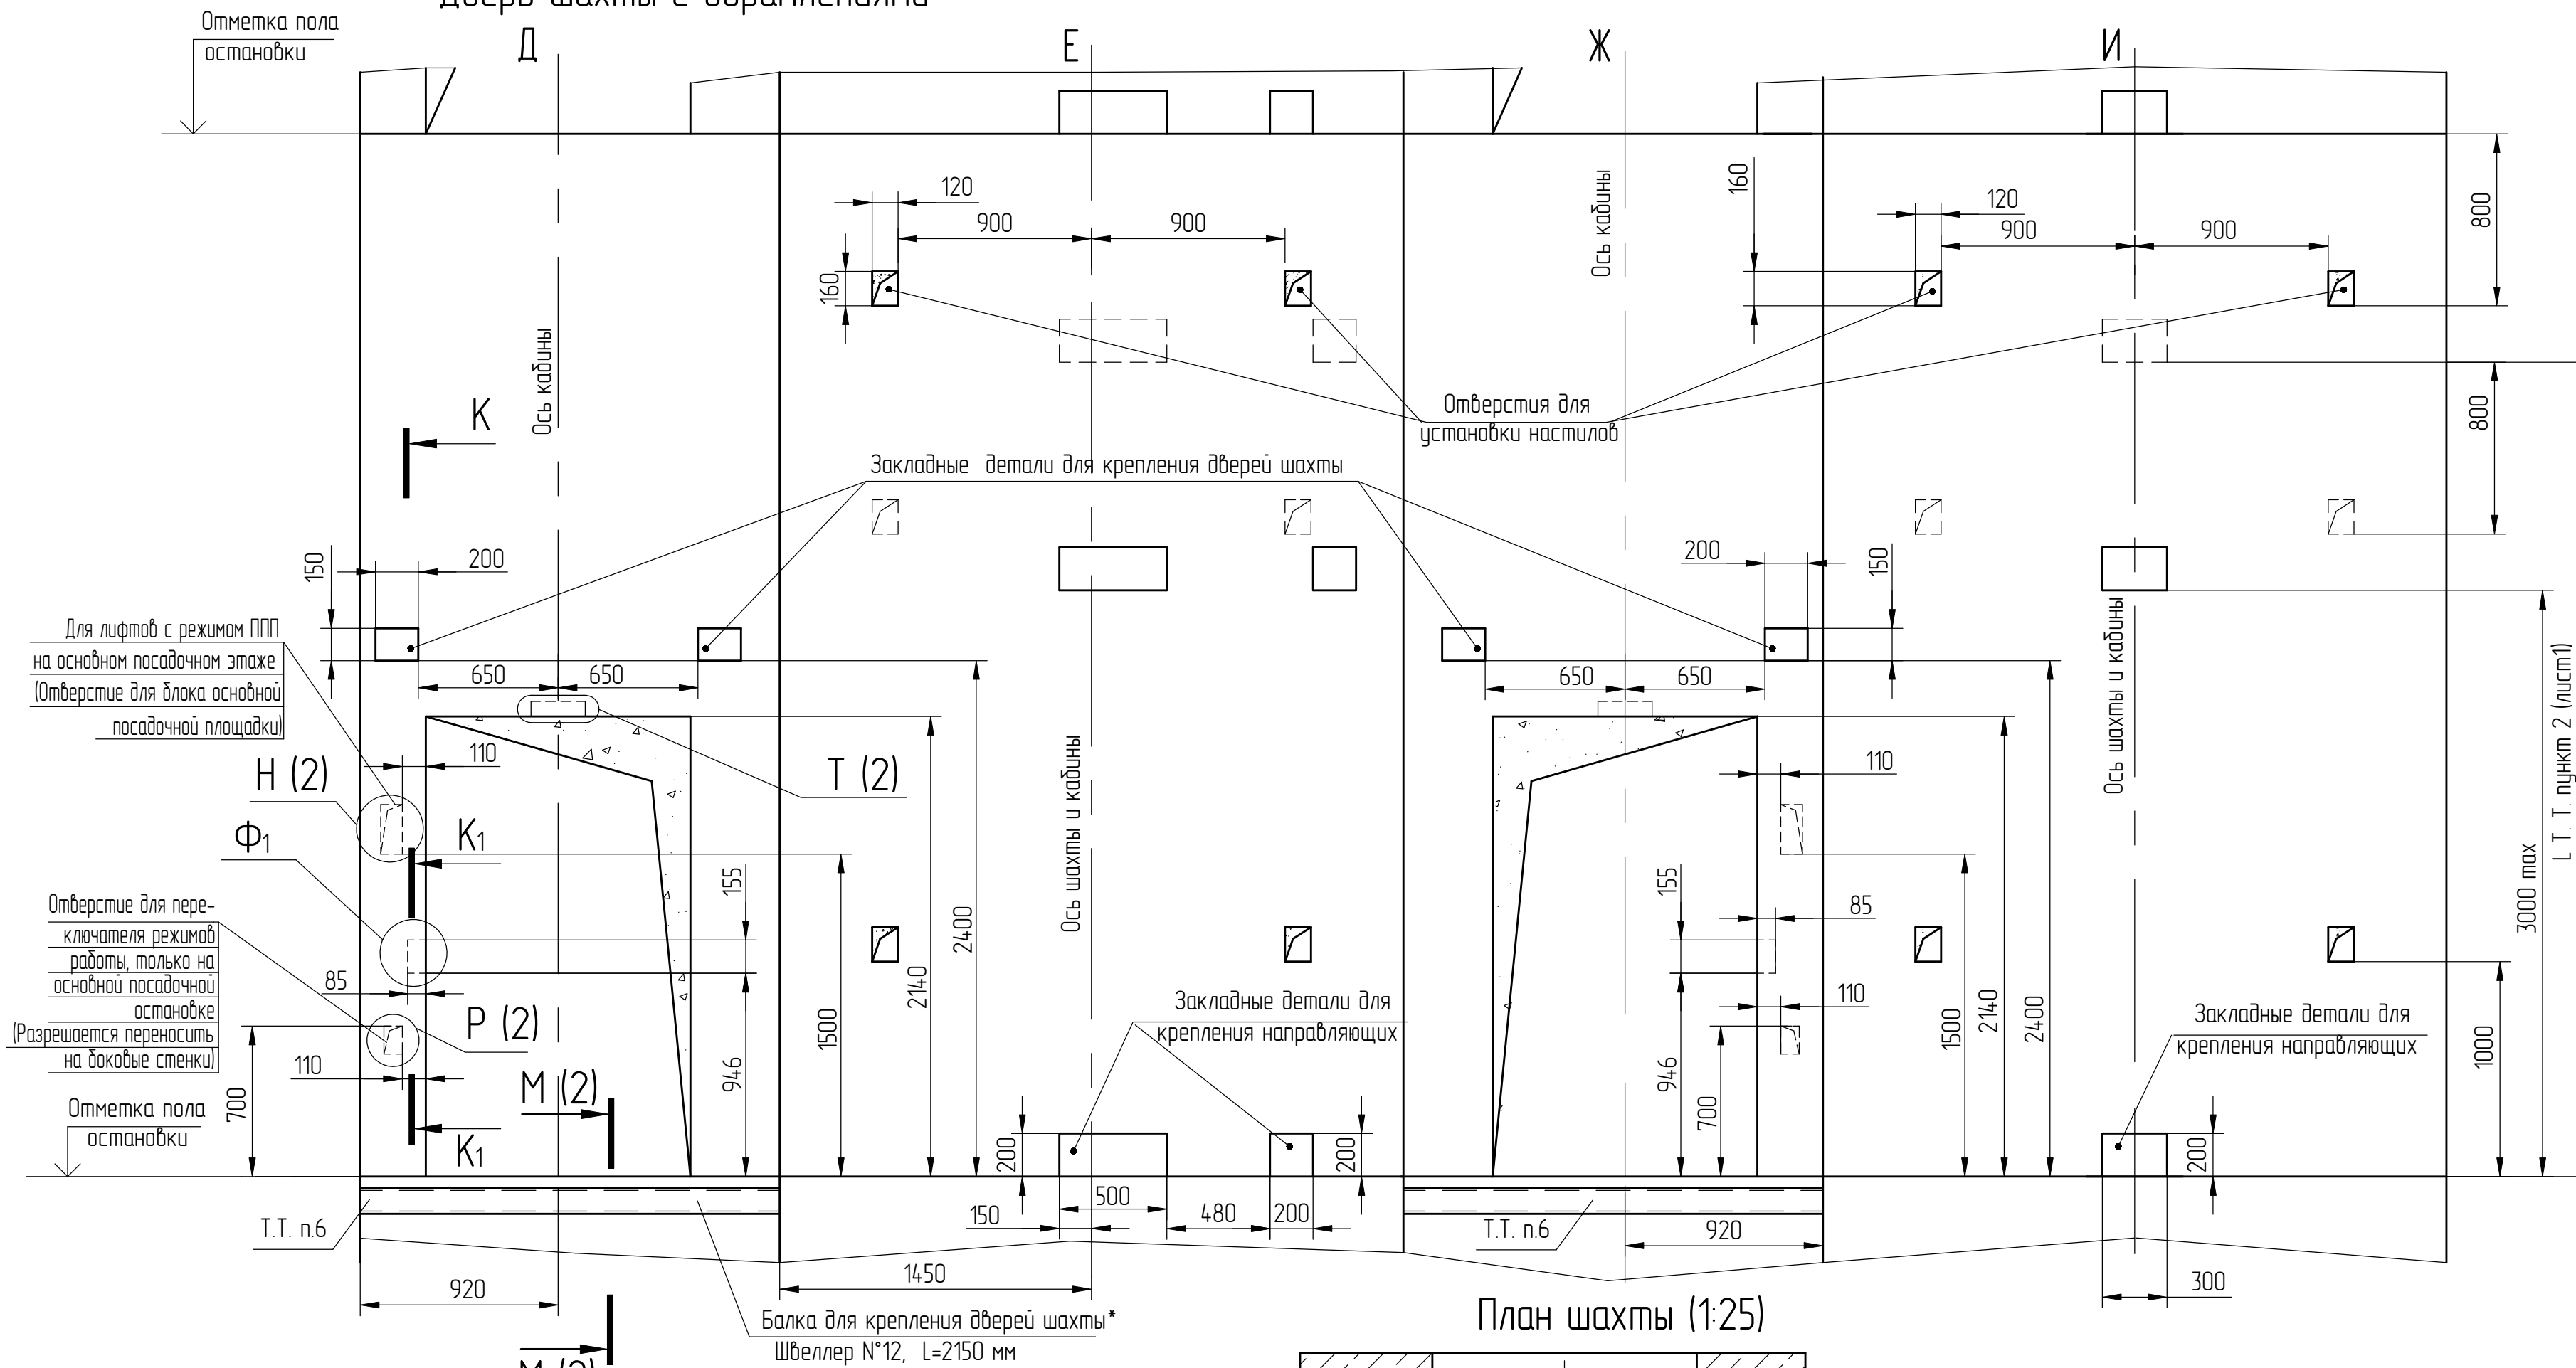 Дверь шахты с обрамлениями
Отметка пола
остановки
Д
Е
Ж
И
120
900
900
160
160
120
900
900
800
Ось кабины
Ось кабины
160
К
Отверстия для
установки настилов
800
Закладные детали для крепления дверей шахты
150
200
200
150
Для лифтов с режимом ППП
на основном посадочном этаже
(Отверстие для блока основной
посадочной площадки)
650
650
650
650
110
Н (2)
Т (2)
110
Ось шахты и кабины
Ось шахты и кабины
L Т. Т. пункт 2 (лист1)
Ф1
К1
155
155
85
Отверстие для пере-
ключателя режимов
работы, только на
основной посадочной
остановке
(Разрешается переносить
на боковые стенки)
85
2400
2140
1500
946
3000 max
Р (2)
110
110
700
Закладные детали для
крепления направляющих
1500
2140
2400
946
700
Закладные детали для
крепления направляющих
1000
М (2)
Отметка пола
остановки
К1
200
200
200
500
150
480
200
Т.Т. п.6
Т.Т. п.6
920
920
1450
300
Балка для крепления дверей шахты*
Швеллер N°12, L=2150 мм
План шахты (1:25)
М (2)